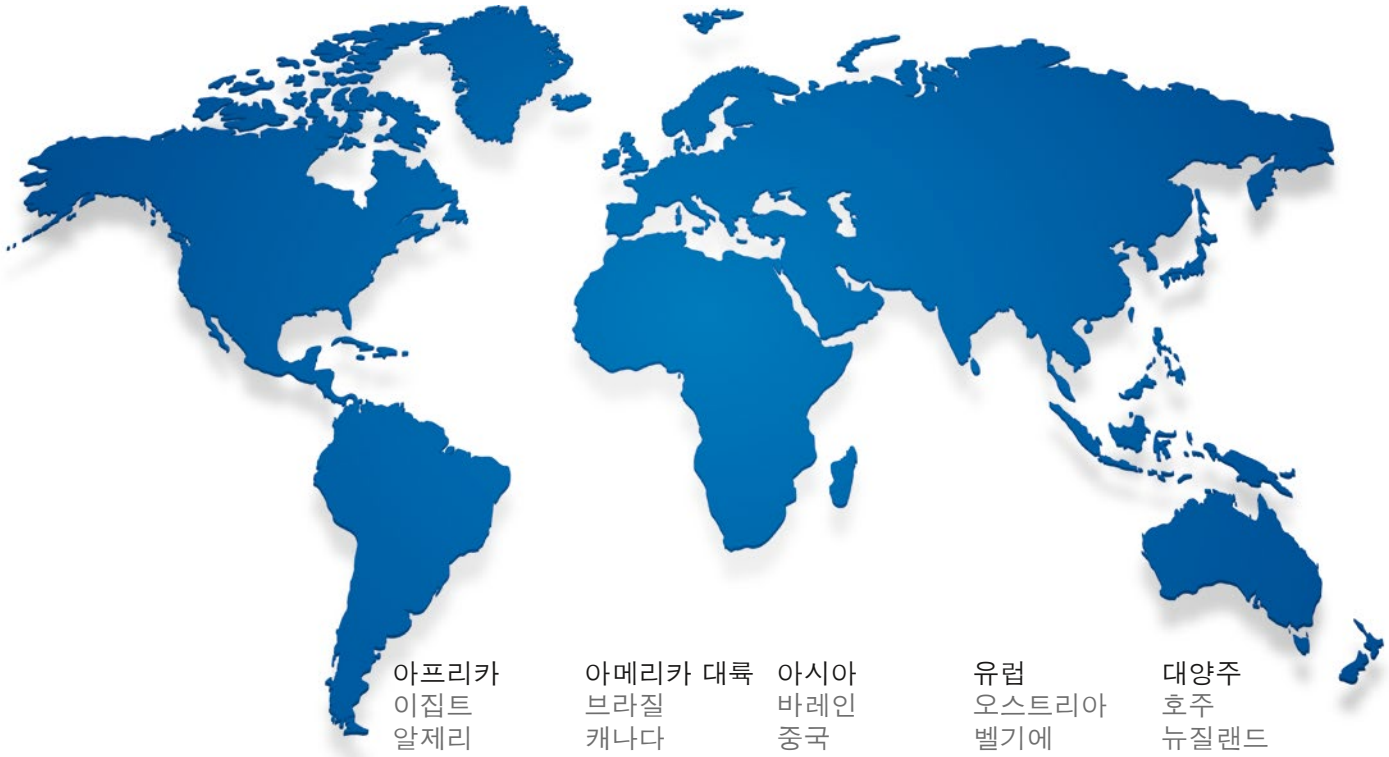 아프리카
이집트
알제리
아메리카 대륙
브라질
캐나다
아시아
바레인
중국
유럽
오스트리아
벨기에
대양주
호주
뉴질랜드